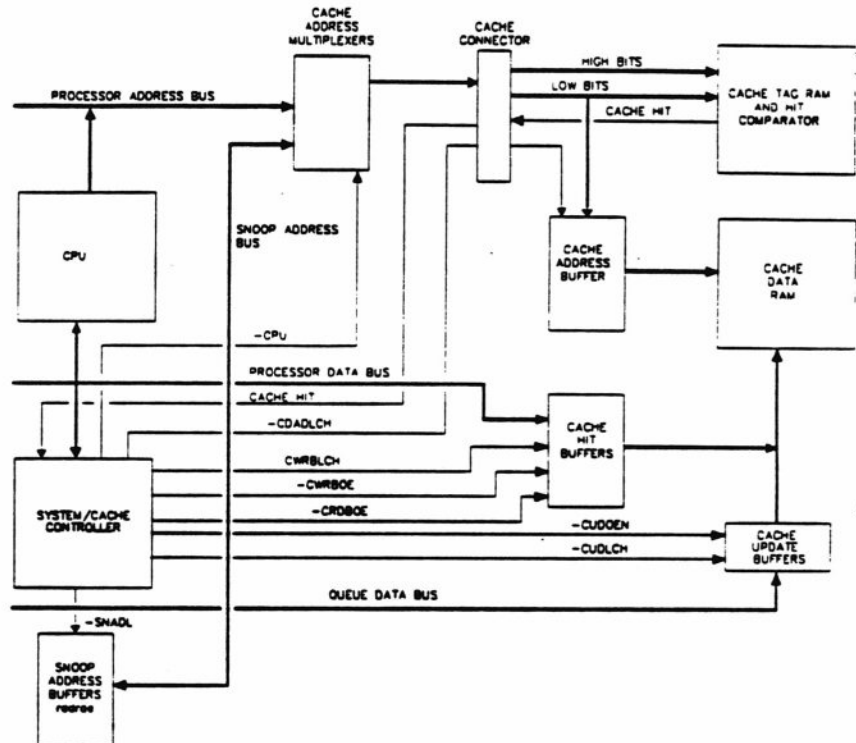 CACHE
ADDRESS
MULTIPLEXERS
CACHE
CONNECTOR
HIGH BITS
LOW BITS
CACHE HIT
CACHE TAG RAM
AND HIT
COMPARATOR
PROCESSOR ADDRESS BUS
SNOOP ADDRESS
BUS
CPU
CACHE
ADDRESS
BUFFER
CACHE
DATA
RAM
-CPU
PROCESSOR DATA BUS
CACHE HIT
-CDADLCH
CACHE
HIT
BUFFERS
CWRBLCH
-CWRBOE
-CRDBOE
SYSTEM/CACHE
CONTROLLER
-CUDOEN
-CUDLCH
CACHE
UPDATE
BUFFERS
QUEUE DATA BUS
-SNADL
SNOOP
ADDRESS
BUFFERS